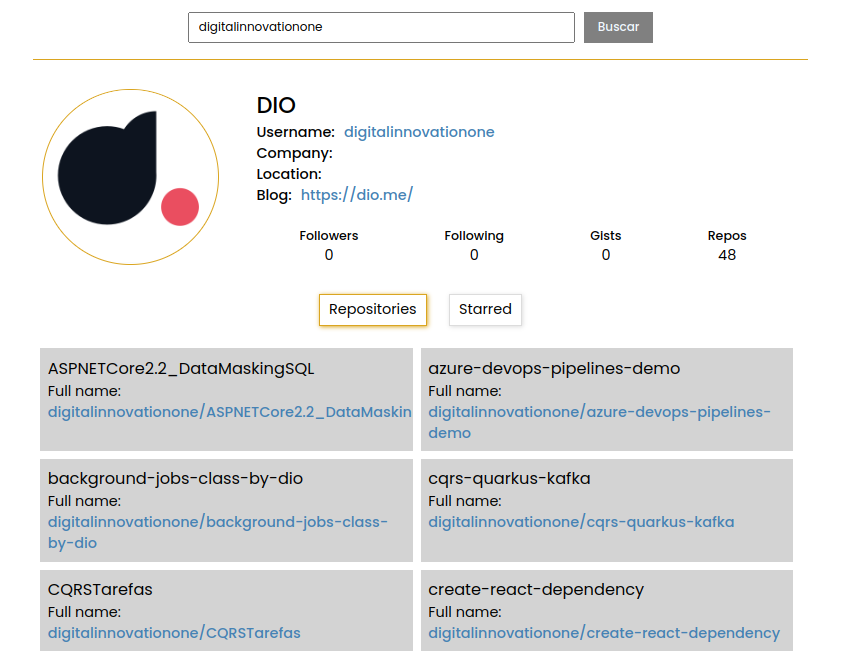 digitalinnovationone
Buscar
DIO
Username: digitalinnovationone
Company:
Location:
Blog: https://dio.me/
Followers Following Gists Repos
0 0 0 48
Repositories Starred
ASPNETCore2.2_DataMaskingSQL
Full name:
digitalinnovationone/ASPNETCore2.2_DataMaskin
azure-devops-pipelines-demo
Full name:
digitalinnovationone/azure-devops-pipelines-
demo
background-jobs-class-by-dio
Full name:
digitalinnovationone/background-jobs-class-
by-dio
cqrs-quarkus-kafka
Full name:
digitalinnovationone/cqrs-quarkus-kafka
CQRSTarefas
Full name:
digitalinnovationone/CQRSTarefas
create-react-dependency
Full name:
digitalinnovationone/create-react-dependency